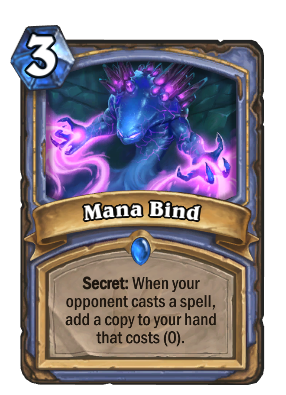 3
Mana Bind
Secret: When your
opponent casts a spell,
add a copy to your hand
that costs (0).